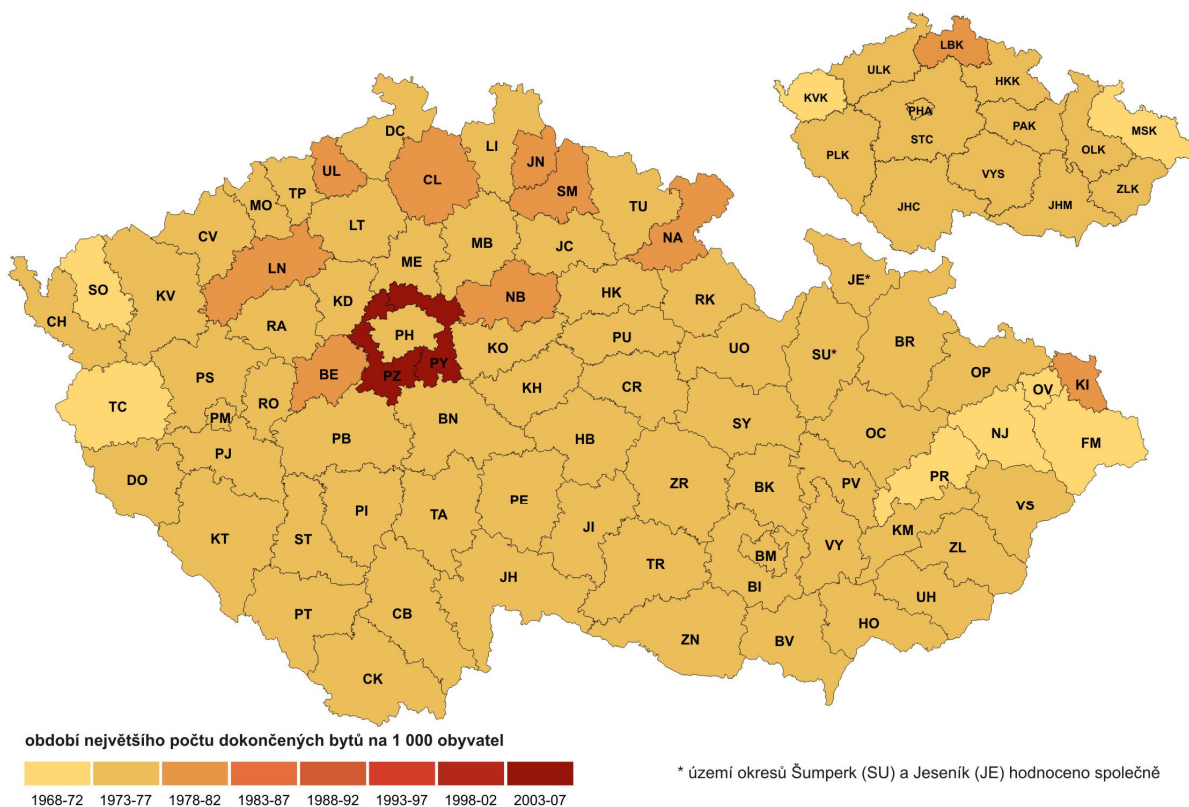 LBK
ULK
HKK
KVK
PHA
PAK
MSK
STC
OLK
PLK
VYS
ZLK
JHC
JHM
DC
LI
JN
UL
CL
SM
TP
MO
TU
LT
CV
MB
JC
NA
ME
LN
SO
KV
KD
NB
HK
RK
JE*
CH
RA
PH
PU
KO
UO
SU*
BR
PZ
PY
OP
BE
OV
KI
PS
KH
CR
TC
RO
PM
BN
SY
OC
NJ
FM
PB
HB
PJ
DO
PR
ZR
BK
PV
VS
PI
TA
PE
KT
ST
JI
KM
ZL
VY
BM
TR
BI
JH
UH
PT
CB
HO
ZN
BV
CK
období největšího počtu dokončených bytů na 1 000 obyvatel
* území okresů Šumperk (SU) a Jeseník (JE) hodnoceno společně
1968-72 1973-77 1978-82 1983-87 1988-92 1993-97 1998-02 2003-07